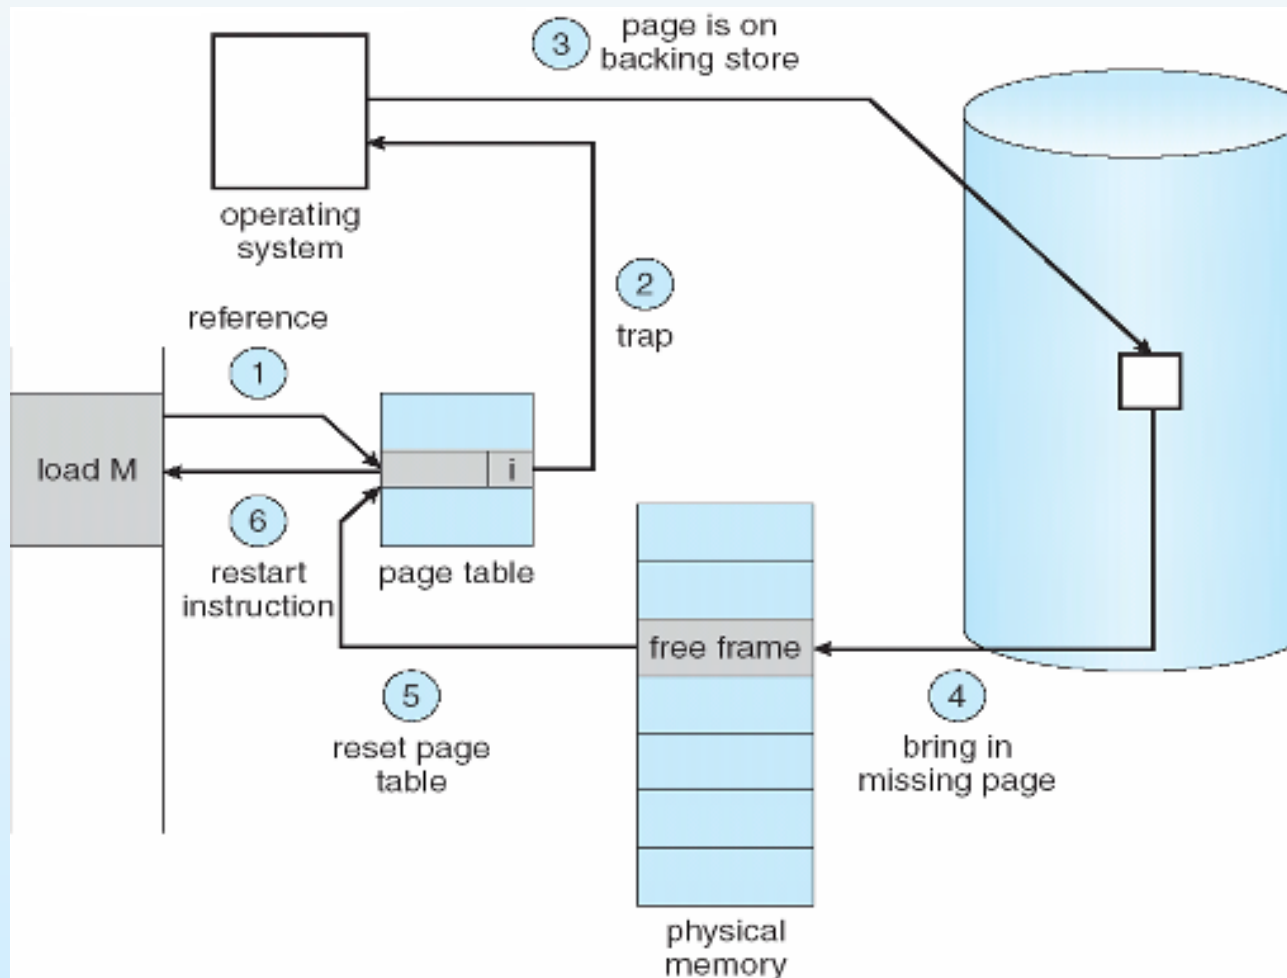 3
page is on
backing store
operating
system
2
trap
reference
1
load M
i
6
restart
instruction
page table
free frame
5
reset page
table
4
bring in
missing page
physical
memory